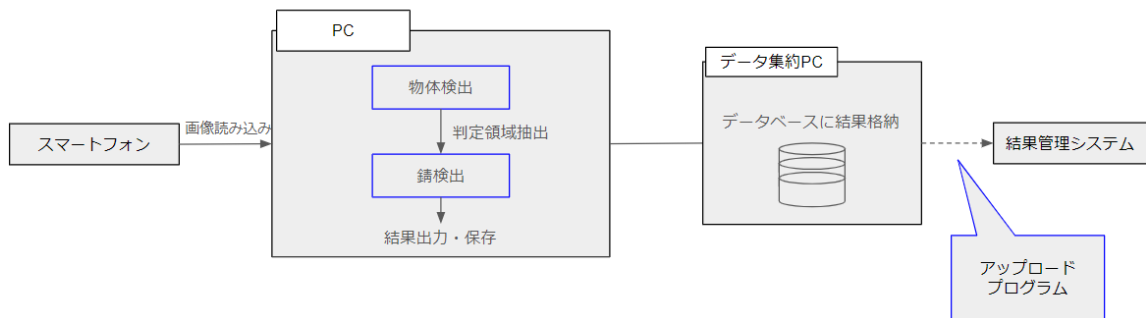 PC
物体検出
判定領域抽出
錆検出
結果出力・保存
スマートフォン
画像読み込み
データ集約PC
データベースに結果格納
結果管理システム
アップロード
プログラム